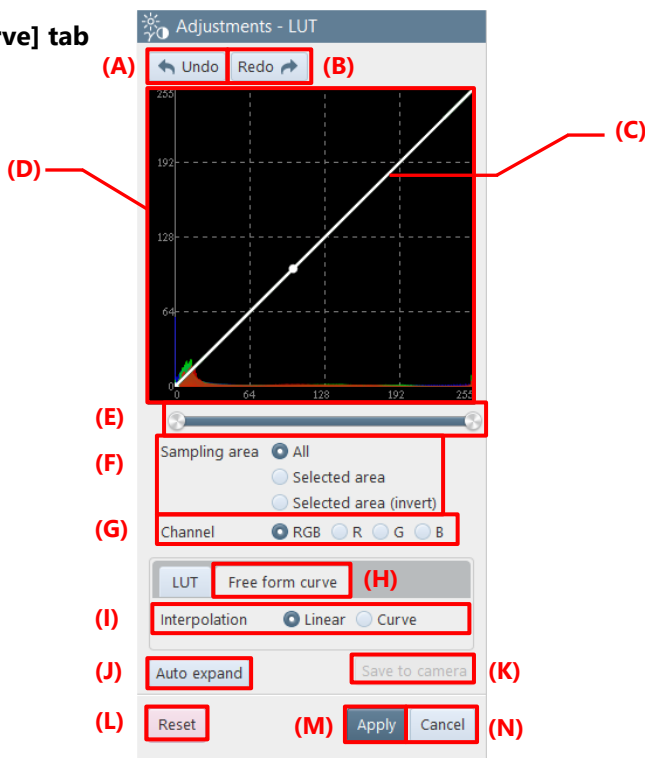 rve] tab
Adjustments - LUT
(A) Undo Redo (B)
255
(C)
192
(D)
128
64
0
0 64 128 192 255
(E)
(F) Sampling area All
Selected area
Selected area (invert)
(G) Channel RGB R G B
LUT Free form curve (H)
(I) Interpolation Linear Curve
(J) Auto expand Save to camera (K)
(L) Reset (M) Apply Cancel (N)